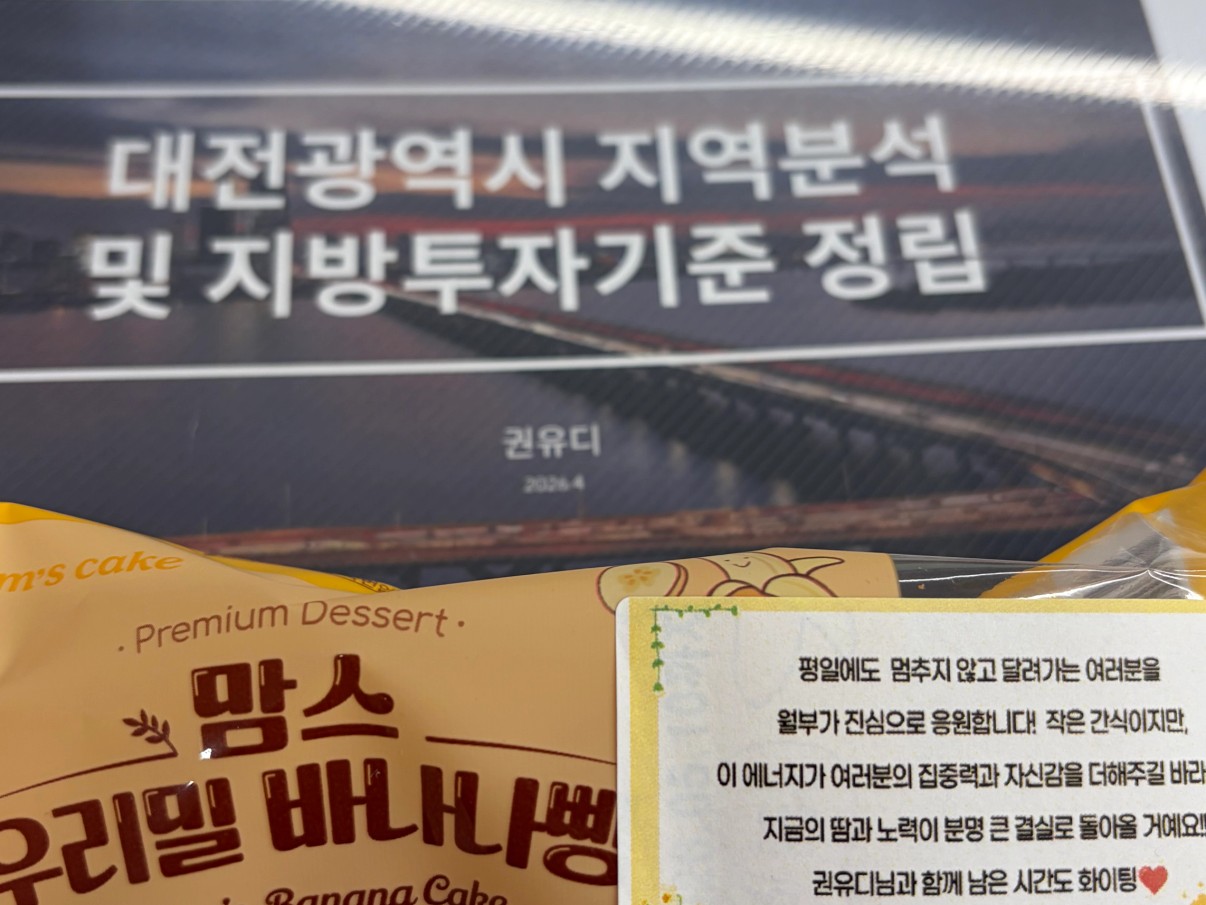 대전광역시 지역분석
및 지방투자기준 정립
권유디
2026.4
m's cake
· Premium Dessert ·
맘스
우리밀 바나나빵
Banana Cake
평일에도 멈추지 않고 달려가는 여러분을
월부가 진심으로 응원합니다! 작은 간식이지만,
이 에너지가 여러분의 집중력과 자신감을 더해주길 바라
지금의 땀과 노력이 분명 큰 결실로 돌아올 거예요!!
권유디님과 함께 남은 시간도 화이팅❤️